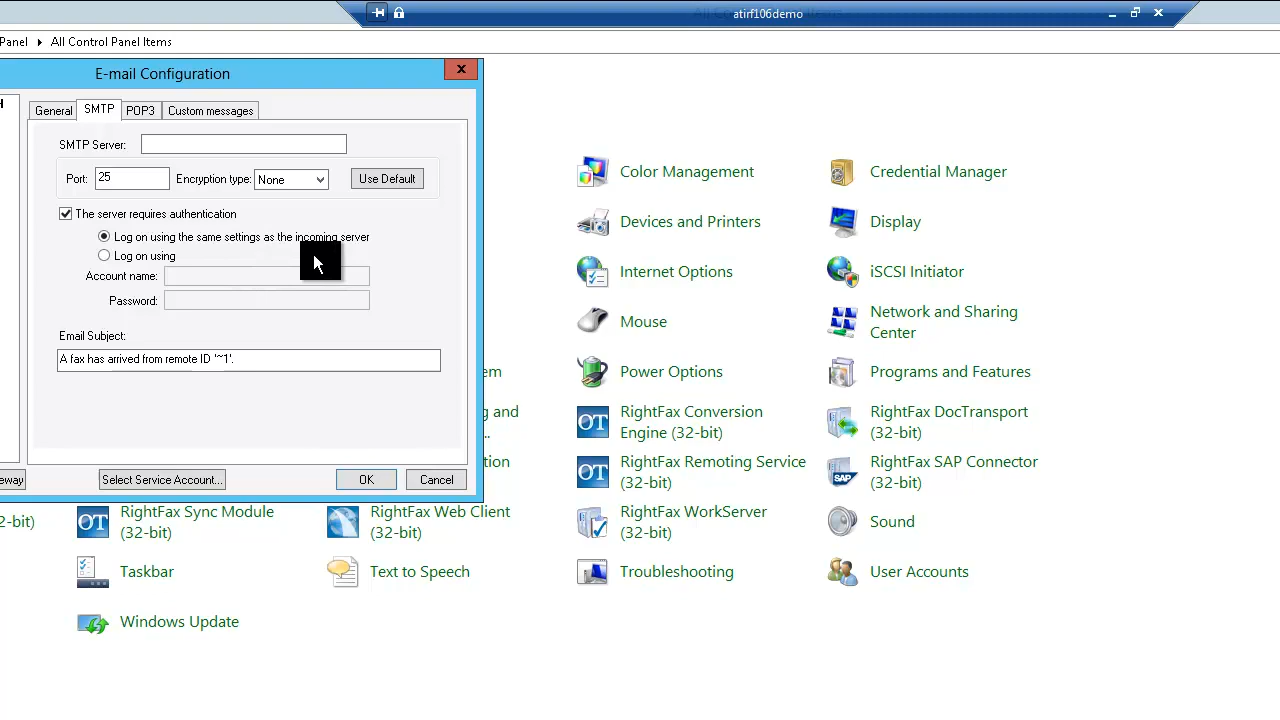 atirf106demo
Panel ▸ All Control Panel Items
E-mail Configuration
General
SMTP
POP3
Custom messages
SMTP Server:
Port: 25
Encryption type: None
Use Default
The server requires authentication
Log on using the same settings as the incoming server
Log on using
Account name:
Password:
Email Subject:
A fax has arrived from remote ID '~1'.
Account...
OK
Cancel
Color Management
Credential Manager
Devices and Printers
Display
Internet Options
iSCSI Initiator
Mouse
Network and Sharing
Center
Power Options
Programs and Features
RightFax Conversion
Engine (32-bit)
RightFax DocTransport
(32-bit)
and
RightFax Remoting Service
(32-bit)
RightFax SAP Connector
(32-bit)
RightFax Sync Module
(32-bit)
RightFax Web Client
(32-bit)
RightFax WorkServer
(32-bit)
Sound
Taskbar
Text to Speech
Troubleshooting
User Accounts
Windows Update